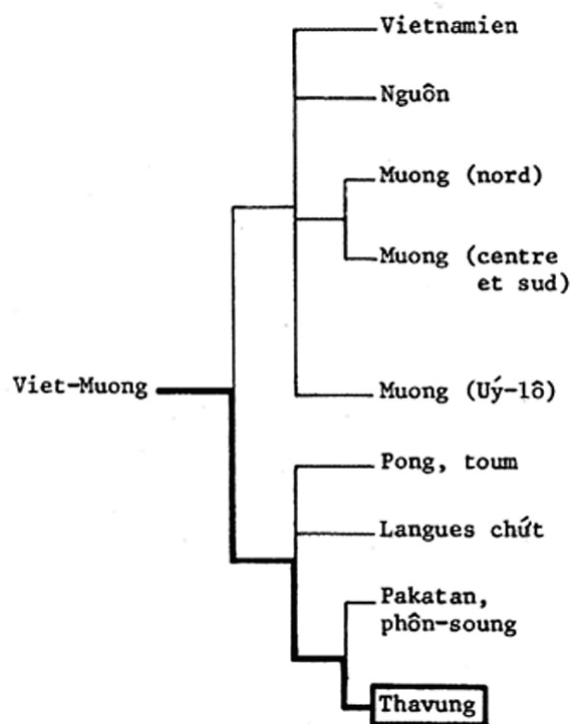 Vietnamien
Nguôn
Muong (nord)
Muong (centre
et sud)
Viet-Muong
Muong (Uý-lô)
Pong, toum
Langues chứt
Pakatan,
phôn-soung
Thavung